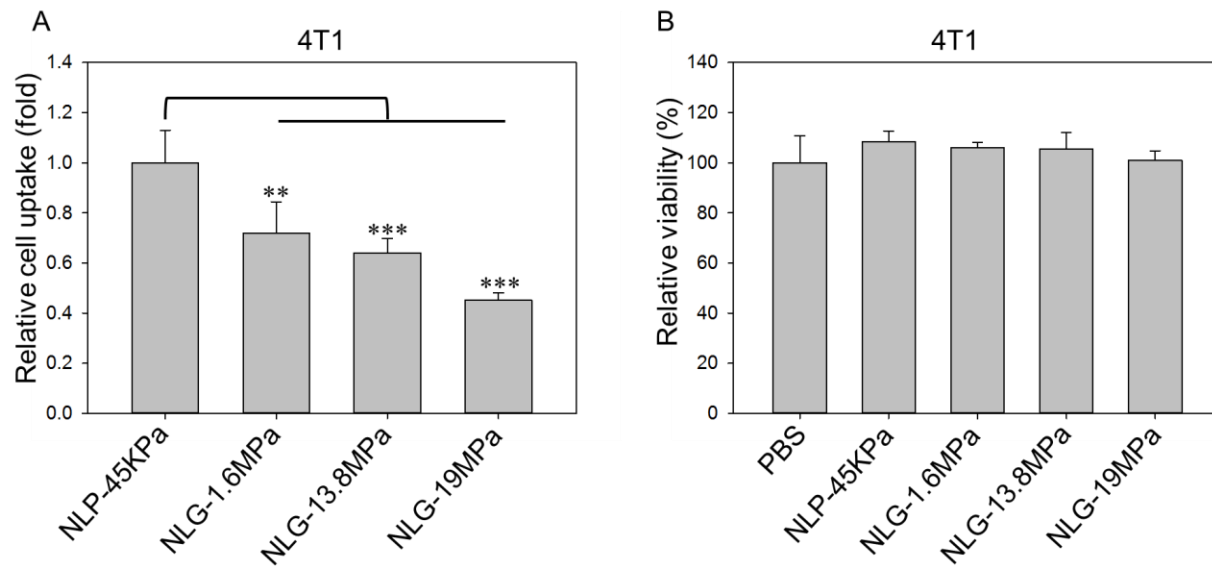 A
4T1
Relative cell uptake (fold)
1.4
1.2
1.0
0.8
0.6
0.4
0.2
0.0
**
***
***
NLP-45KPa
NLG-1.6MPa
NLG-13.8MPa
NLG-19MPa
B
4T1
Relative viability (%)
140
120
100
80
60
40
20
0
PBS
NLP-45KPa
NLG-1.6MPa
NLG-13.8MPa
NLG-19MPa